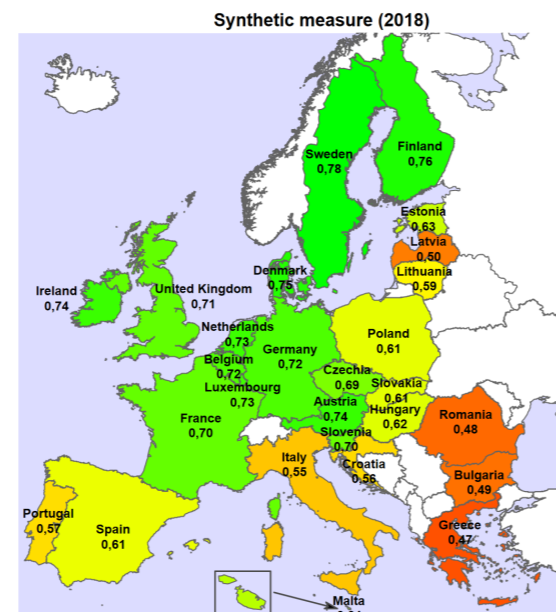 Synthetic measure (2018)
Finland
0,76
Sweden
0,78
Estonia
0,63
Latvia
0,50
Lithuania
0,59
Denmark
0,75
Ireland
0,74
United Kingdom
0,71
Netherlands
0,73
Belgium
0,72
Luxembourg
0,73
Germany
0,72
Poland
0,61
Czechia
0,69
Slovakia
0,61
Austria
0,74
Hungary
0,62
Slovenia
0,70
France
0,70
Croatia
0,56
Romania
0,48
Italy
0,55
Bulgaria
0,49
Portugal
0,57
Spain
0,61
Greece
0,47
Malta